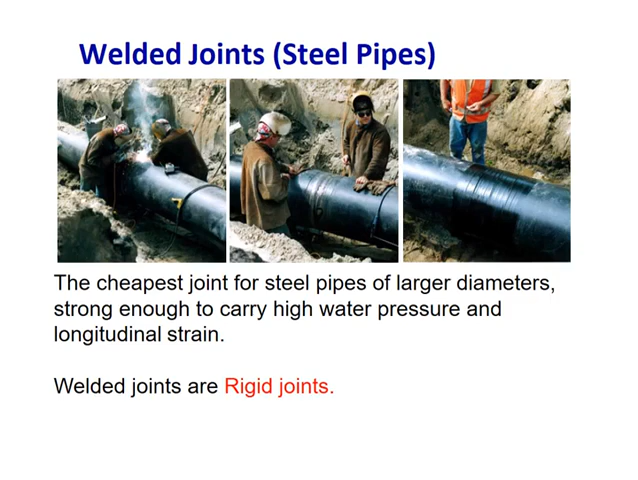 Welded Joints (Steel Pipes)
The cheapest joint for steel pipes of larger diameters,
strong enough to carry high water pressure and
longitudinal strain.
Welded joints are Rigid joints.